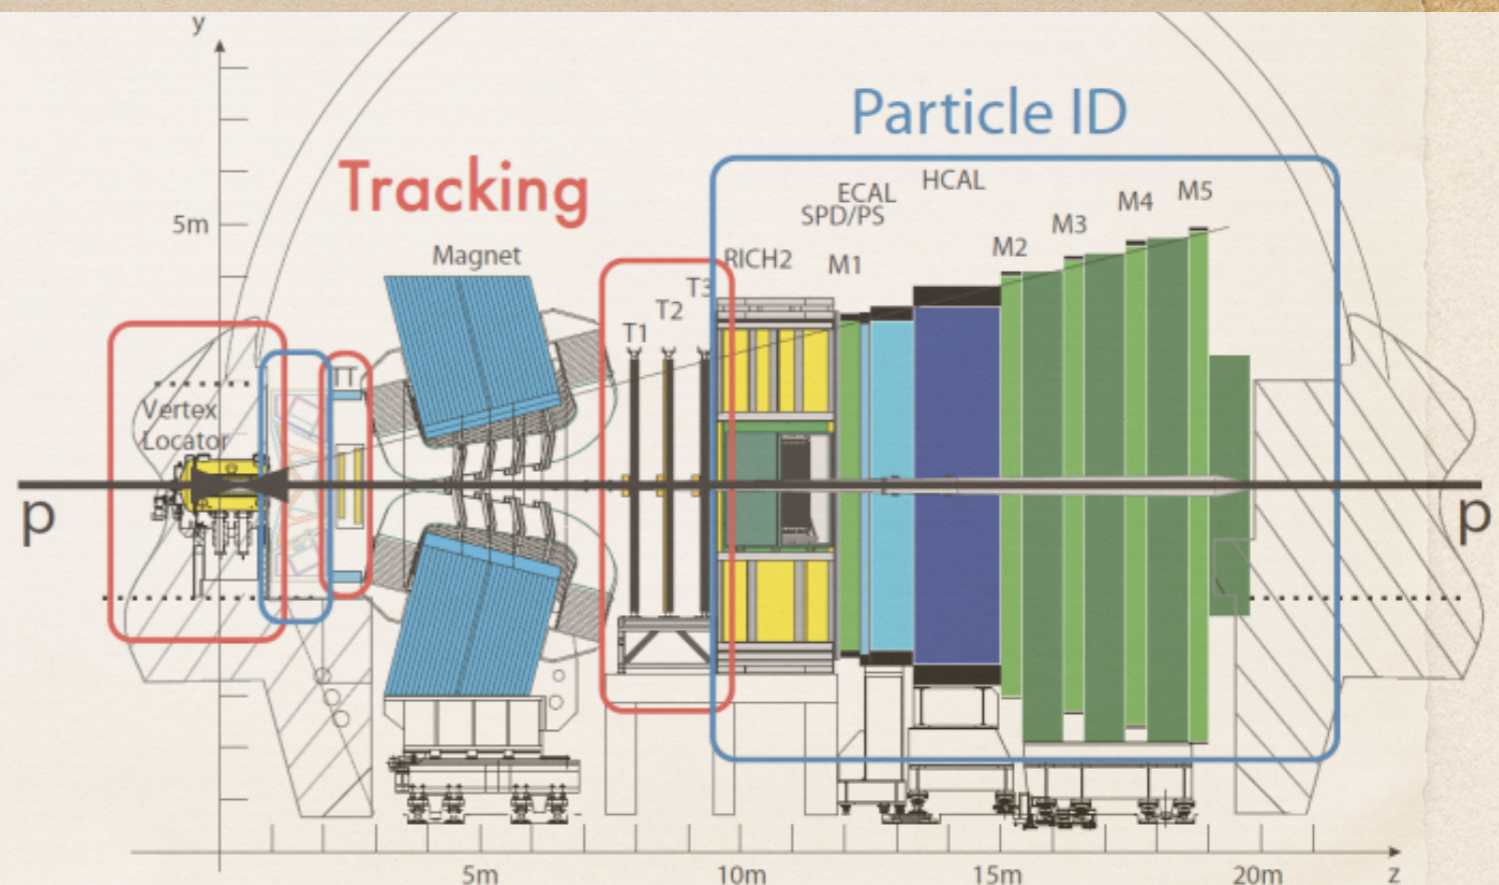 y
Particle ID
Tracking
HCAL
ECAL
M5
M4
SPD/PS
M3
5m
M2
Magnet
RICH2
M1
T3
T2
T1
TT
Vertex
Locator
p
p
5m
10m
15m
20m
z